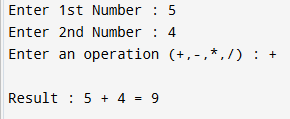 Enter 1st Number : 5
Enter 2nd Number : 4
Enter an operation (+,-,*,/) : +
Result : 5 + 4 = 9